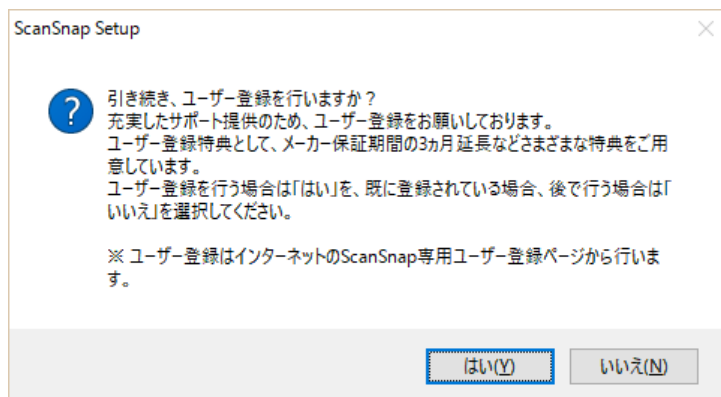 ScanSnap Setup
引き続き、ユーザー登録を行いますか？
充実したサポート提供のため、ユーザー登録をお願いしております。
ユーザー登録特典として、メーカー保証期間の3ヵ月延長などさまざまな特典をご用
意しています。
ユーザー登録を行う場合は「はい」を、既に登録されている場合、後で行う場合は「
いいえ」を選択してください。
※ ユーザー登録はインターネットのScanSnap専用ユーザー登録ページから行いま
す。
はい(Y) いいえ(N)